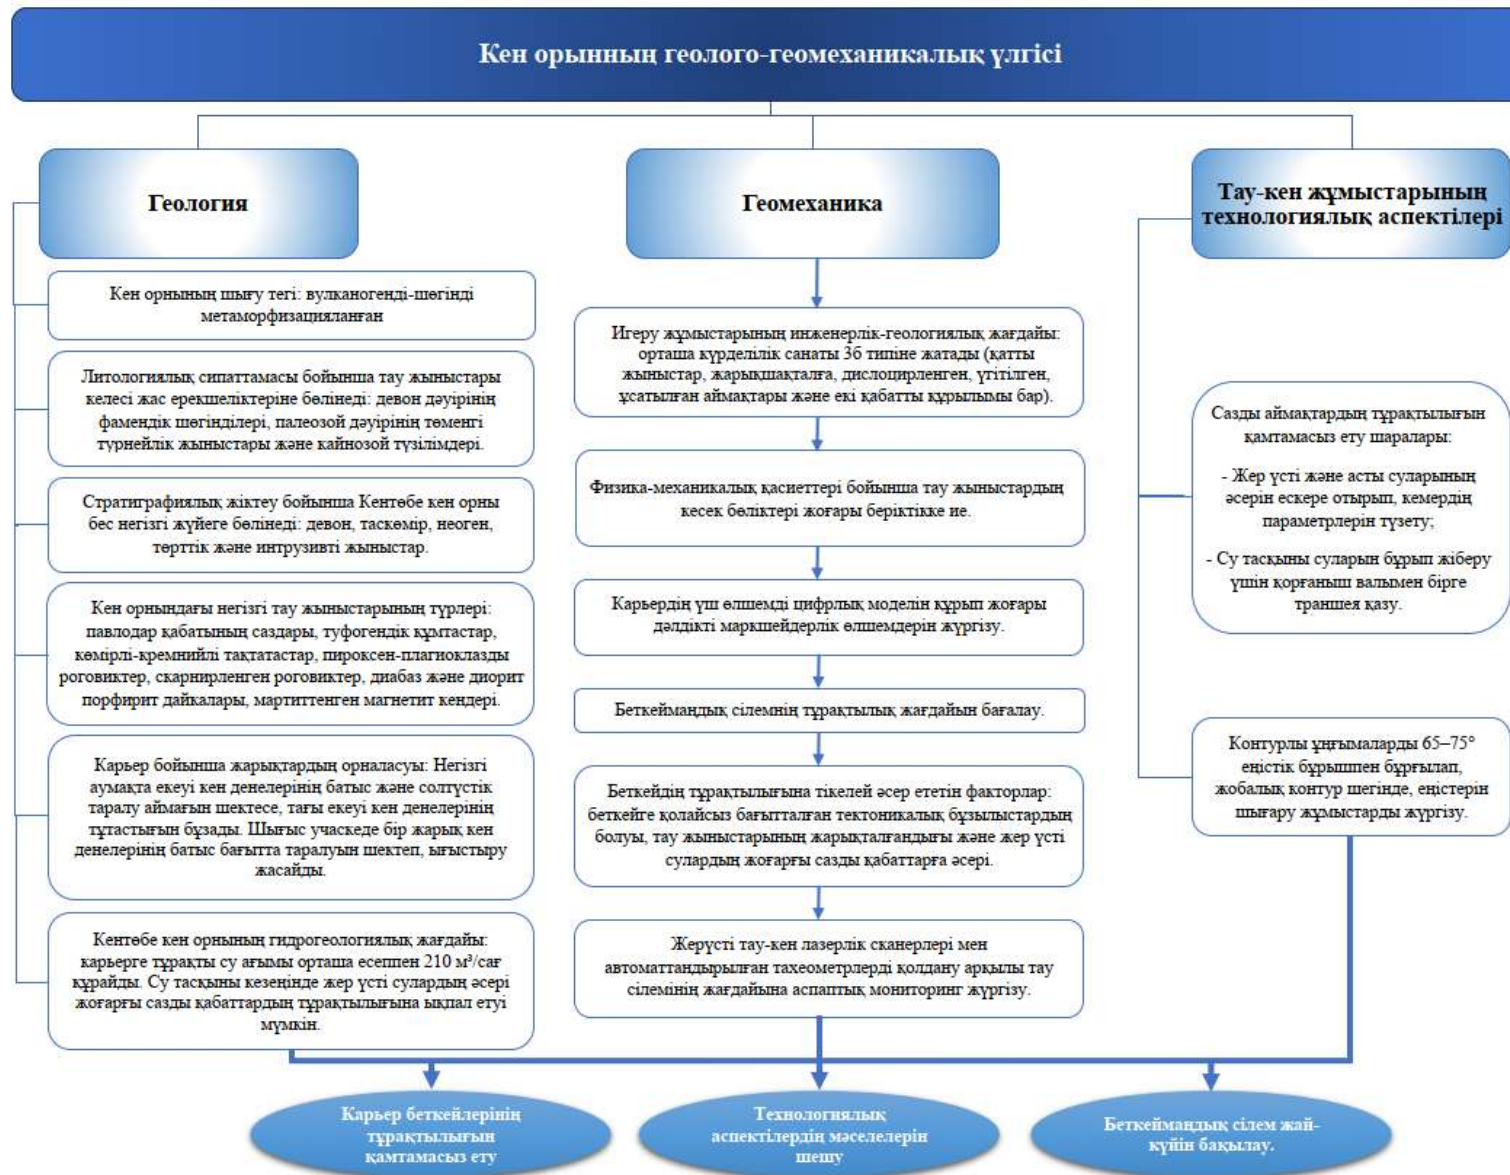 Кен орынның геолого-геомеханикалық үлгісі
Геология
Кен орнының шығу тегі: вулканогенді-шөгінді
метаморфизацияланған
Литологиялық сипаттамасы бойынша тау жыныстары
келесі жас ерекшеліктеріне бөлінеді: девон дәуірінің
фамендік шөгінділері, палеозой дәуірінің төменгі
турнейлік жыныстары және кайнозой түзілімдері.
Стратиграфиялық жіктеу бойынша Кентөбе кен орны
бес негізгі жүйеге бөлінеді: девон, таскөмір, неоген,
төрттік және интрузивті жыныстар.
Кен орнындағы негізгі тау жыныстарының түрлері:
павлодар қабатының саздары, туфогендік құмтастар,
көмірлі-кремнийлі тақтатастар, пироксен-плагиоклазды
роговиктер, скарнирленген роговиктер, диабаз және диорит
порфирит дайкалары, мартиттенген магнетит кендері.
Карьер бойынша жарықтардың орналасуы: Негізгі
аумақта екеуі кен денелерінің батыс және солтүстік
таралу аймағын шектесе, тағы екеуі кен денелерінің
тұтастығын бұзады. Шығыс учаскеде бір жарық кен
денелерінің батыс бағытта таралуын шектеп, ығыстыру
жасайды.
Кентөбе кен орнының гидрогеологиялық жағдайы:
карьерге тұрақты су ағымы орташа есеппен 210 м³/сағ
құрайды. Су тасқыны кезеңінде жер үсті сулардың әсері
жоғарғы сазды қабаттардың тұрақтылығына ықпал етуі
мүмкін.
Геомеханика
Игеру жұмыстарының инженерлік-геологиялық жағдайы:
орташа күрделілік санаты 3б типіне жатады (қатты
жыныстар, жарықшақталға, дислоцирленген, үгітілген,
ұсатылған аймақтары және екі қабатты құрылымы бар).
Физика-механикалық қасиеттері бойынша тау жыныстардың
кесек бөліктері жоғары беріктікке ие.
Карьердің үш өлшемді цифрлық моделін құрып жоғары
дәлдікті маркшейдерлік өлшемдерін жүргізу.
Беткеймаңдық сілемнің тұрақтылық жағдайын бағалау.
Беткейдің тұрақтылығына тікелей әсер ететін факторлар:
беткейге қолайсыз бағытталған тектоникалық бұзылыстардың
болуы, тау жыныстарының жарықталғандығы және жер үсті
сулардың жоғарғы сазды қабаттарға әсері.
Жерүсті тау-кен лазерлік сканерлері мен
автоматтандырылған тахеометрлерді қолдану арқылы тау
сілемінің жағдайына аспаптық мониторинг жүргізу.
Тау-кен жұмыстарының
технологиялық аспектілері
Сазды аймақтардың тұрақтылығын
қамтамасыз ету шаралары:
- Жер үсті және асты суларының
әсерін ескере отырып, кемердің
параметрлерін түзету;
- Су тасқыны суларын бұрып жіберу
үшін қорғаныш валымен бірге
траншея қазу.
Контурлы ұңғымаларды 65–75°
еңістік бұрышпен бұрғылап,
жобалық контур шегінде, еңістерін
шығару жұмыстарды жүргізу.
Карьер беткейлерінің
тұрақтылығын
қамтамасыз ету
Технологиялық
аспектілердің мәселелерін
шешу
Беткеймаңдық сілем жай-
күйін бақылау.